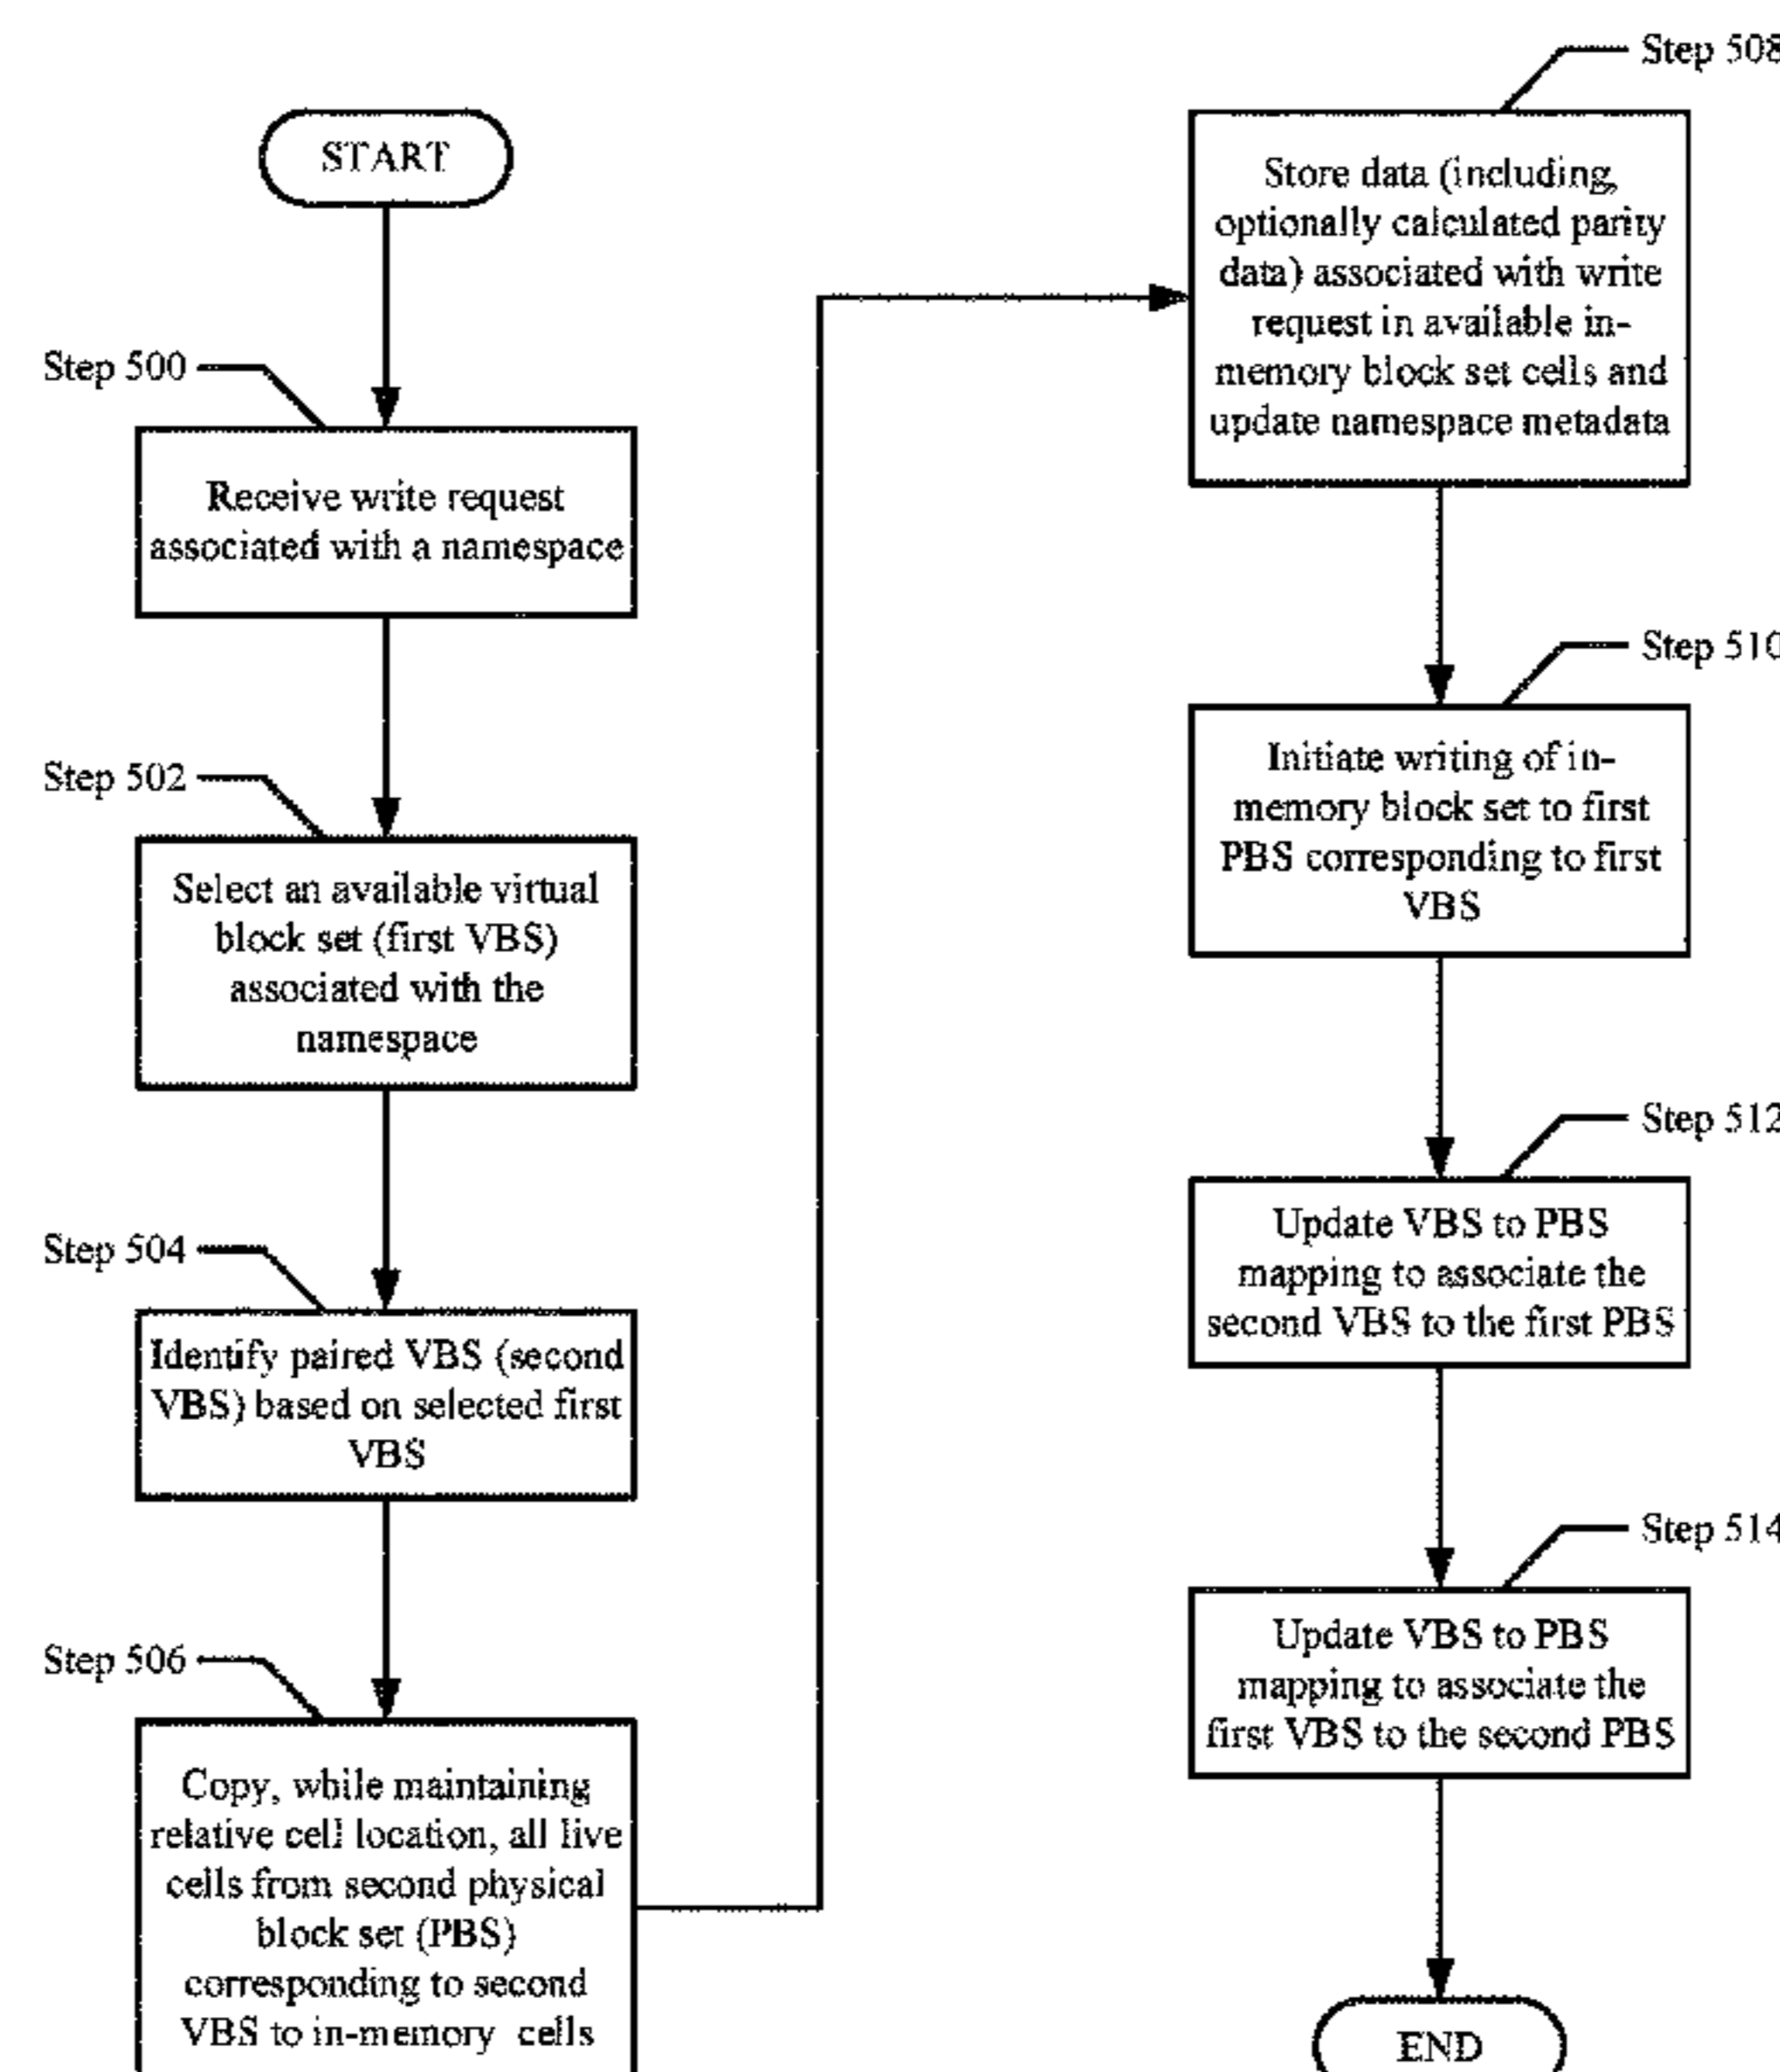 START
Step 500
Receive write request
associated with a namespace
Step 502
Select an available virtual
block set (first VBS)
associated with the
namespace
Step 504
Identify paired VBS (second
VBS) based on selected first
VBS
Step 506
Copy, while maintaining
relative cell location, all live
cells from second physical
block set (PBS)
corresponding to second
VBS to in-memory cells
Step 508
Store data (including,
optionally calculated parity
data) associated with write
request in available in-
memory block set cells and
update namespace metadata
Step 510
Initiate writing of in-
memory block set to first
PBS corresponding to first
VBS
Step 512
Update VBS to PBS
mapping to associate the
second VBS to the first PBS
Step 514
Update VBS to PBS
mapping to associate the
first VBS to the second PBS
END